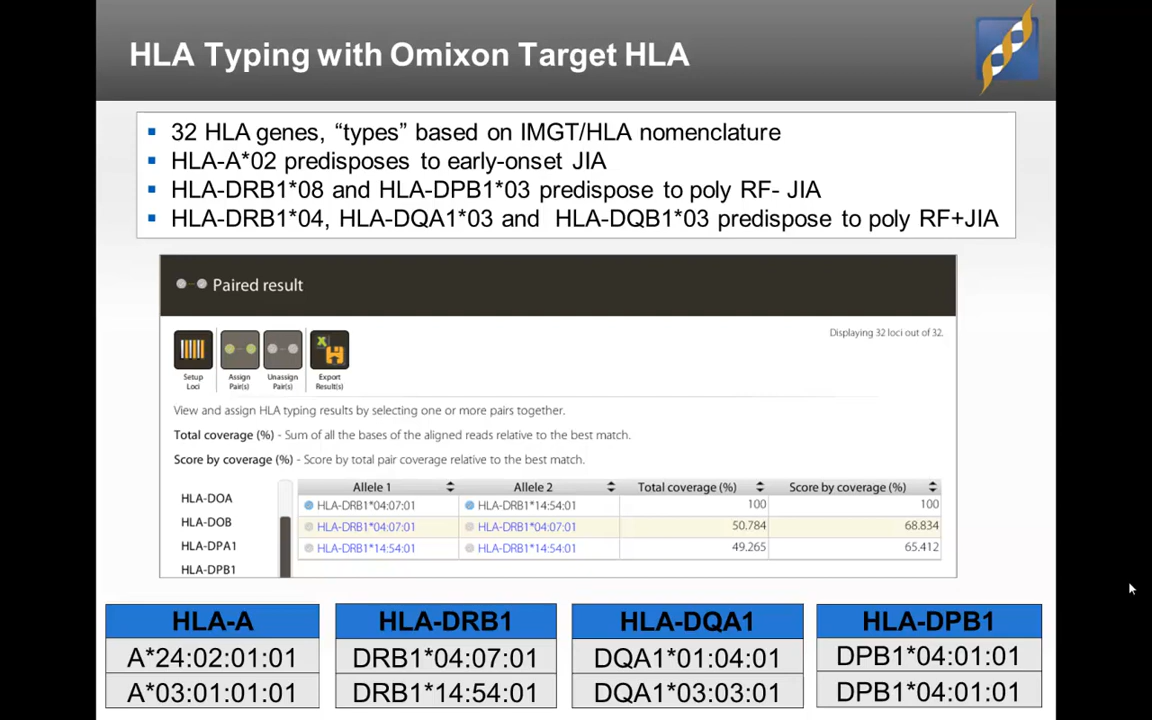 HLA Typing with Omixon Target HLA
▪ 32 HLA genes, “types” based on IMGT/HLA nomenclature
▪ HLA-A*02 predisposes to early-onset JIA
▪ HLA-DRB1*08 and HLA-DPB1*03 predispose to poly RF- JIA
▪ HLA-DRB1*04, HLA-DQA1*03 and HLA-DQB1*03 predispose to poly RF+JIA
Paired result
Displaying 32 loci out of 32.
Setup Loci
Assign Pair(s)
Unassign Pair(s)
Export Result(s)
View and assign HLA typing results by selecting one or more pairs together.
Total coverage (%) - Sum of all the bases of the aligned reads relative to the best match.
Score by coverage (%) - Score by total pair coverage relative to the best match.
HLA-DOA
HLA-DOB
HLA-DPA1
HLA-DPB1
Allele 1 Allele 2 Total coverage (%) Score by coverage (%)
HLA-DRB1*04:07:01 HLA-DRB1*14:54:01 100 100
HLA-DRB1*04:07:01 HLA-DRB1*04:07:01 50.784 68.834
HLA-DRB1*14:54:01 HLA-DRB1*14:54:01 49.265 65.412
HLA-A HLA-DRB1 HLA-DQA1 HLA-DPB1
A*24:02:01:01 DRB1*04:07:01 DQA1*01:04:01 DPB1*04:01:01
A*03:01:01:01 DRB1*14:54:01 DQA1*03:03:01 DPB1*04:01:01